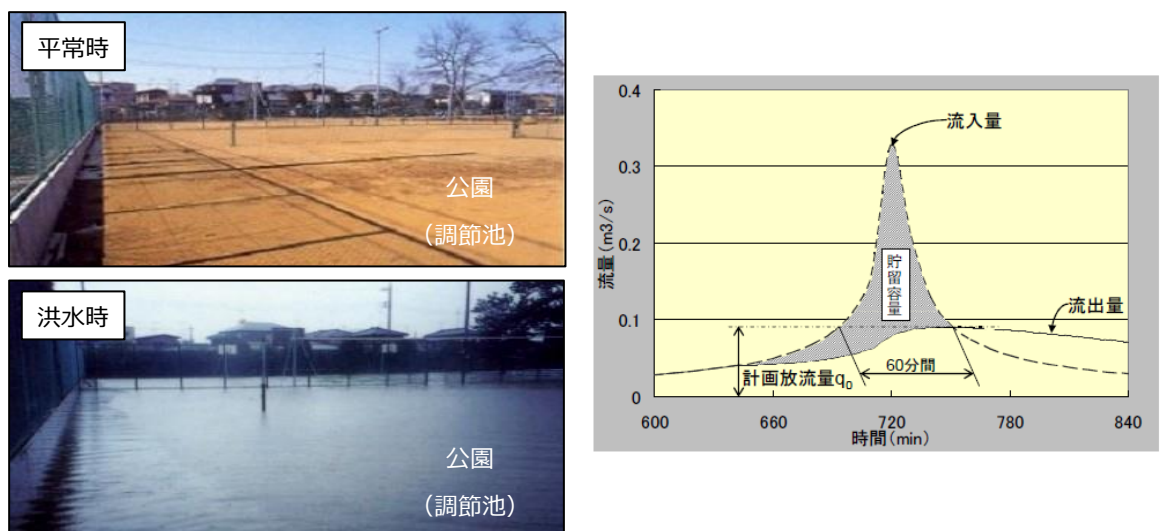 平常時
公園
（調節池）
洪水時
公園
（調節池）
0.4
0.3
0.2
0.1
0
流量(m3/s)
流入量
貯留容量
流出量
計画放流量q₀
60分間
600
660
720
780
840
時間(min)